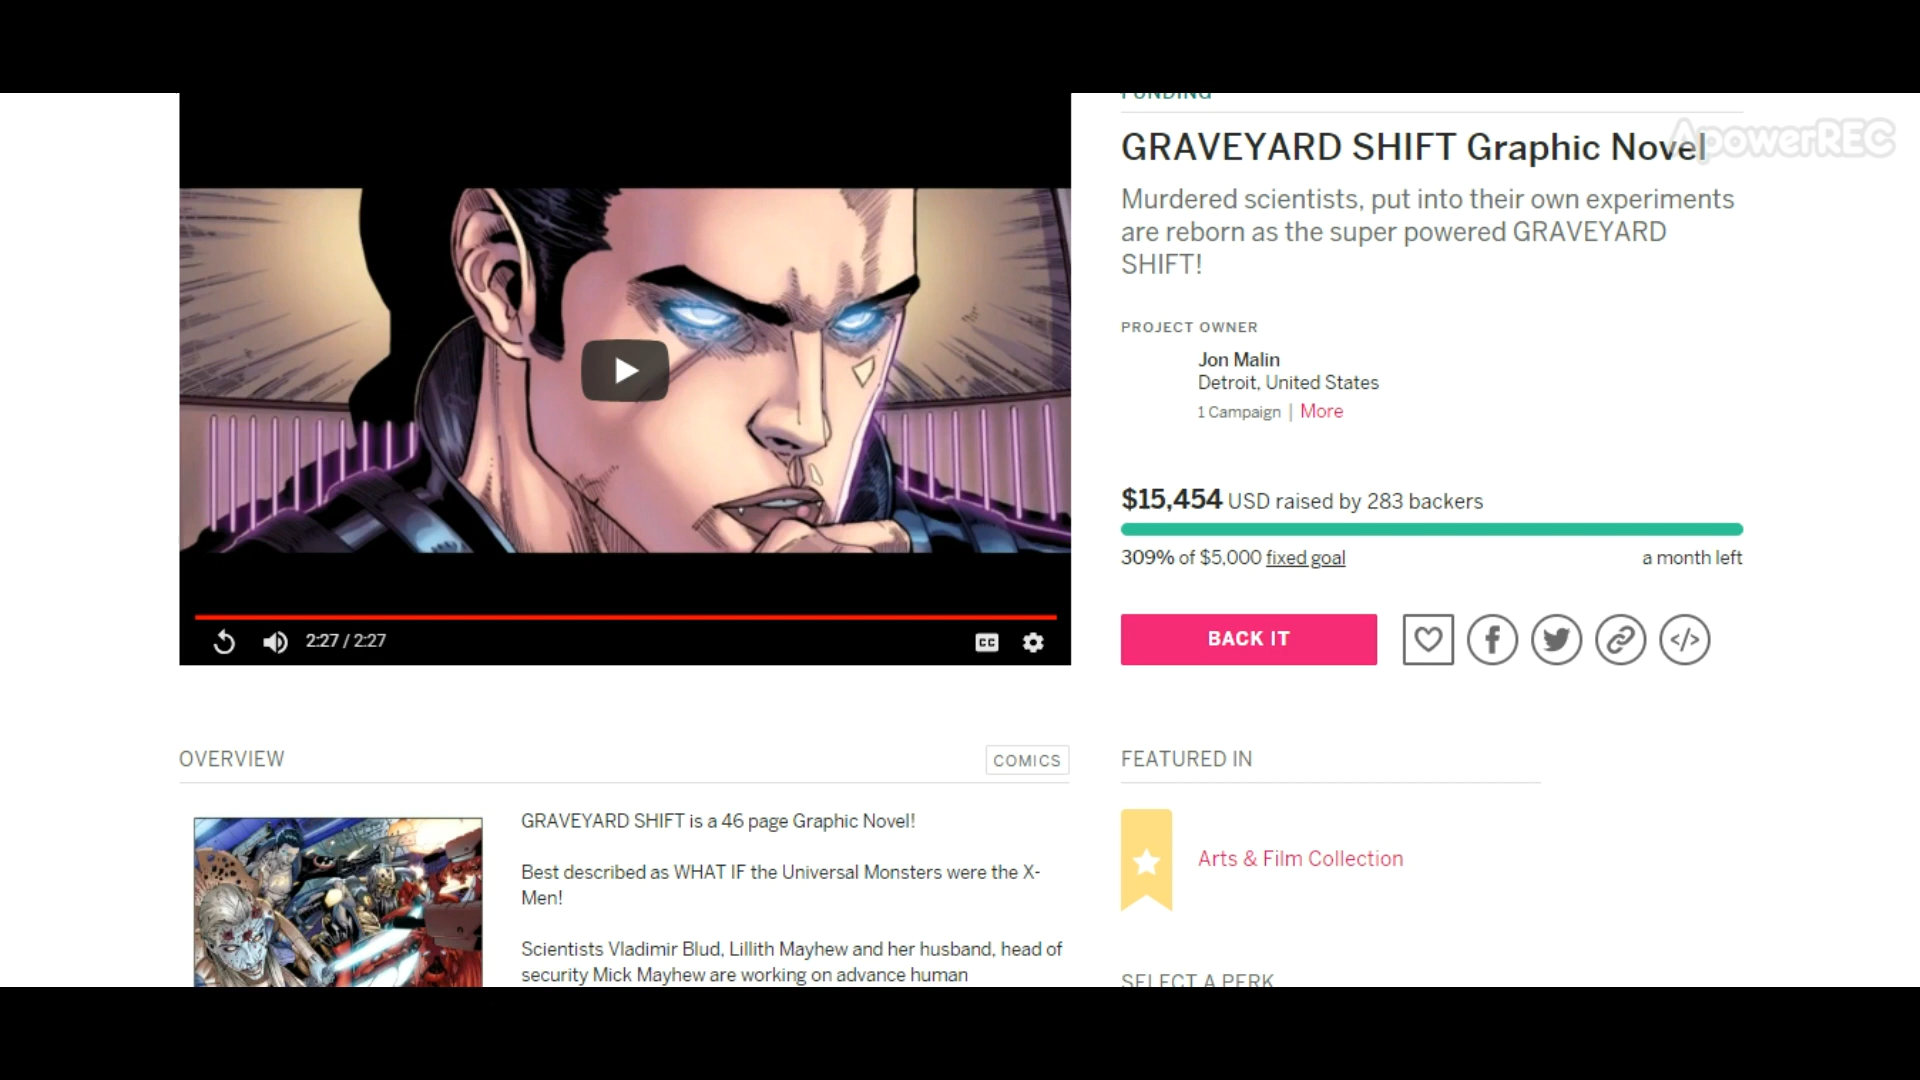 FUNDING
GRAVEYARD SHIFT Graphic Novel
ApowerREC
Murdered scientists, put into their own experiments
are reborn as the super powered GRAVEYARD
SHIFT!
PROJECT OWNER
Jon Malin
Detroit, United States
1 Campaign | More
$15,454 USD raised by 283 backers
309% of $5,000 fixed goal
a month left
2:27 / 2:27
CC
BACK IT
OVERVIEW
COMICS
GRAVEYARD SHIFT is a 46 page Graphic Novel!
Best described as WHAT IF the Universal Monsters were the X-
Men!
Scientists Vladimir Blud, Lillith Mayhew and her husband, head of
security Mick Mayhew are working on advance human
FEATURED IN
Arts & Film Collection
SELECT A PERK